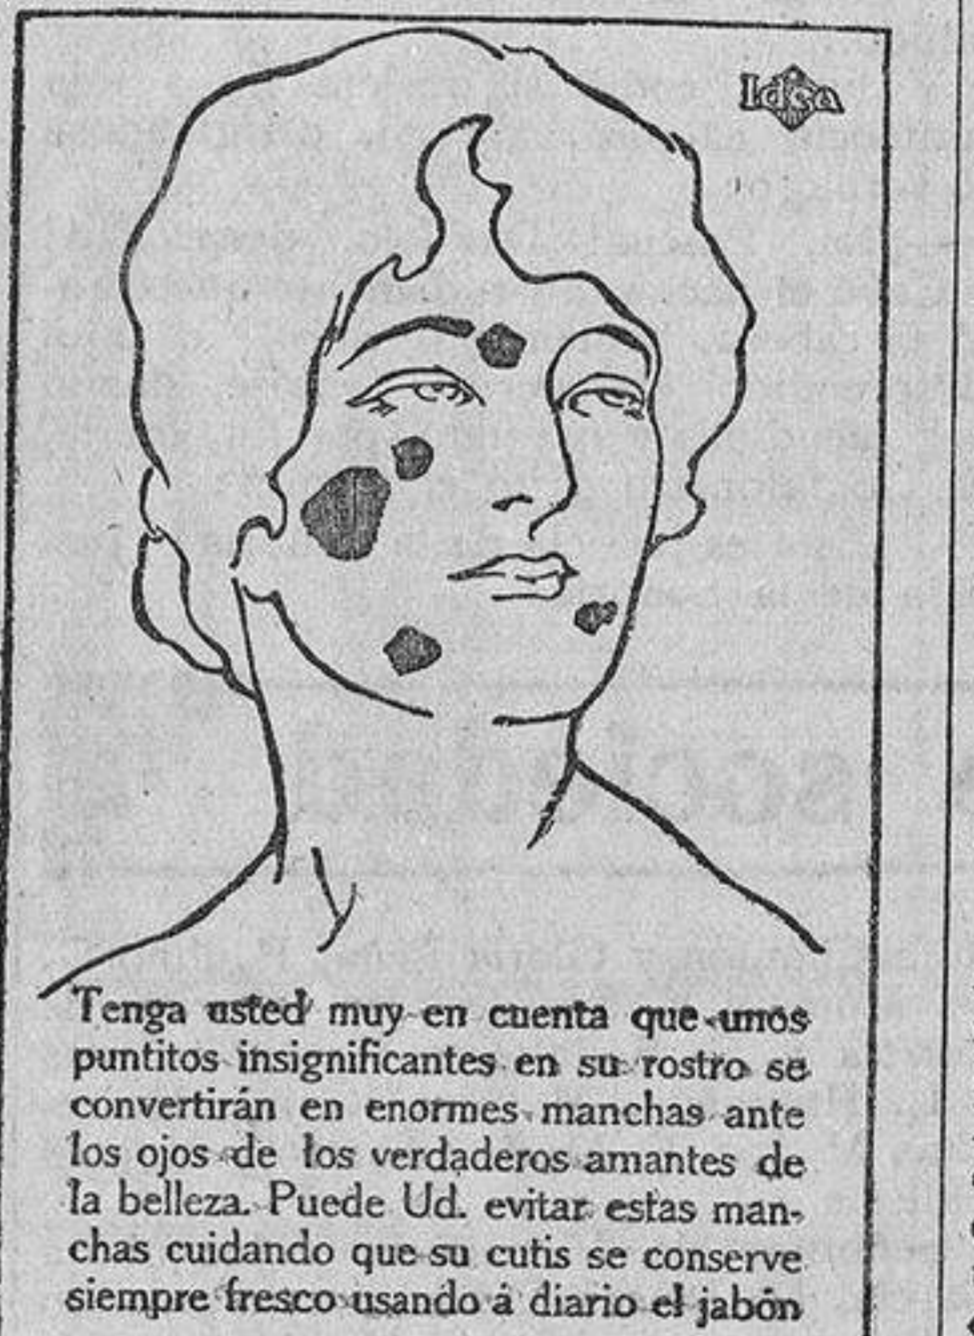 Idea
Tenga usted muy en cuenta que unos
puntitos insignificantes en su rostro se
convertirán en enormes manchas ante
los ojos de los verdaderos amantes de
la belleza. Puede Ud. evitar estas man-
chas cuidando que su cutis se conserve
siempre fresco usando á diario el jabón